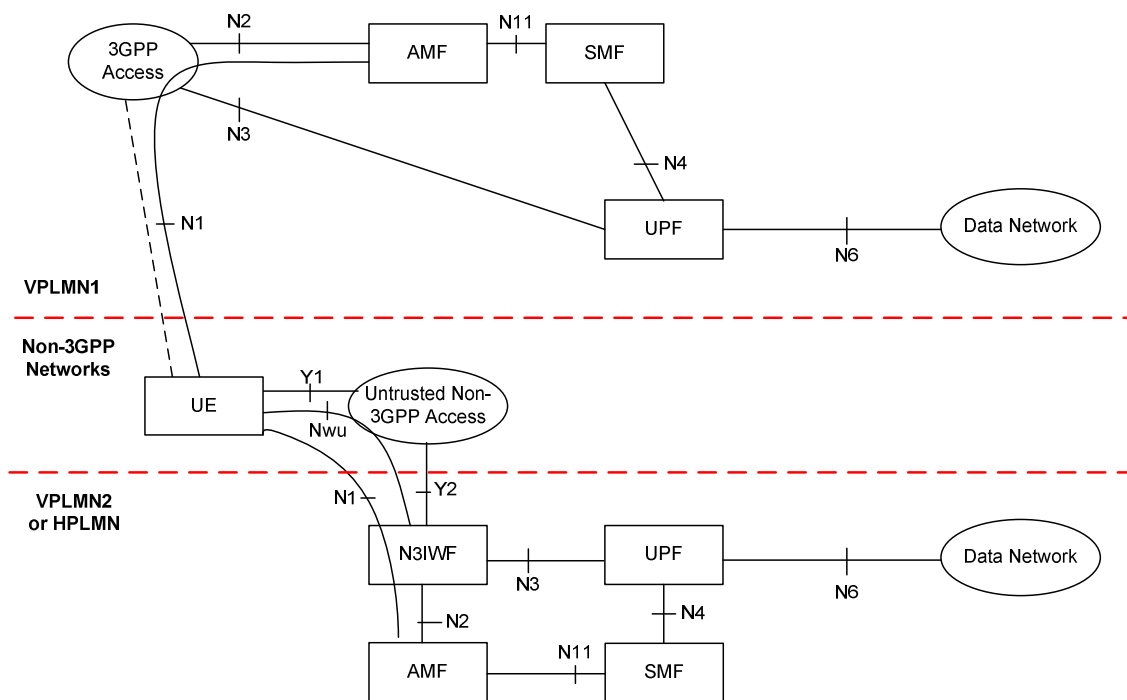 N2
N11
3GPP
Access
AMF
SMF
N3
N4
N1
UPF
Data Network
N6
VPLMN1
Non-3GPP
Networks
Y1
Untrusted Non-
3GPP Access
UE
Nwu
VPLMN2
or HPLMN
N1
Y2
N3IWF
UPF
Data Network
N3
N6
N2
N4
N11
AMF
SMF